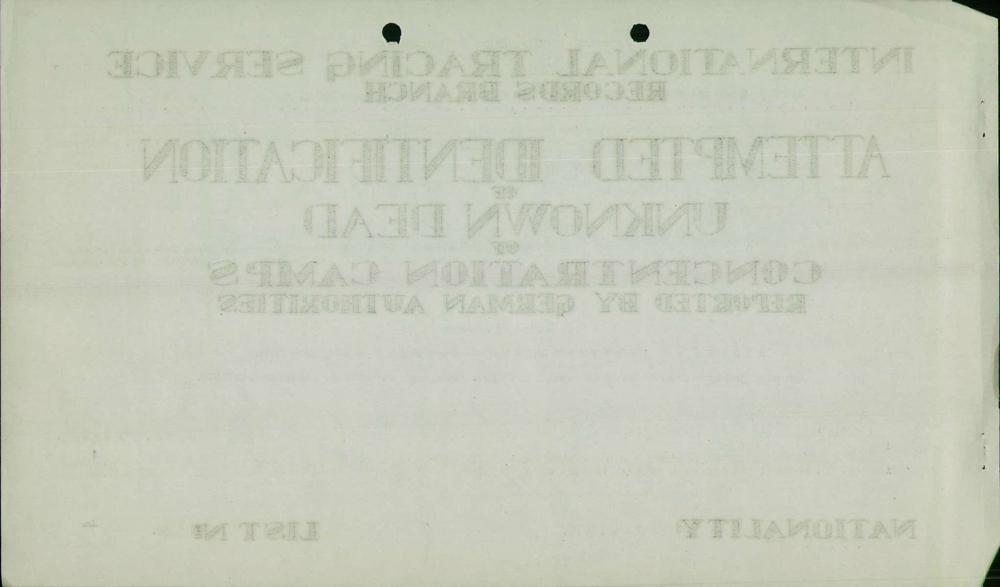 INTERNATIONAL TRACING SERVICE
RECORDS BRANCH
ATTEMPTED IDENTIFICATION
OF
UNKNOWN DEAD
OF
CONCENTRATION CAMPS
REPORTED BY GERMAN AUTHORITIES
NATIONALITY LIST Nº